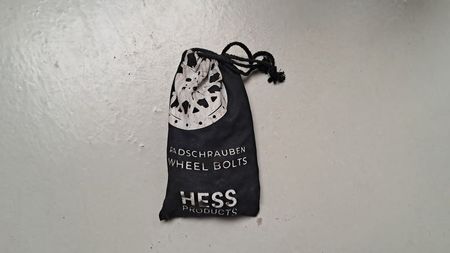 RADSCHRAUBEN
WHEEL BOLTS
HESS
PRODUCTS